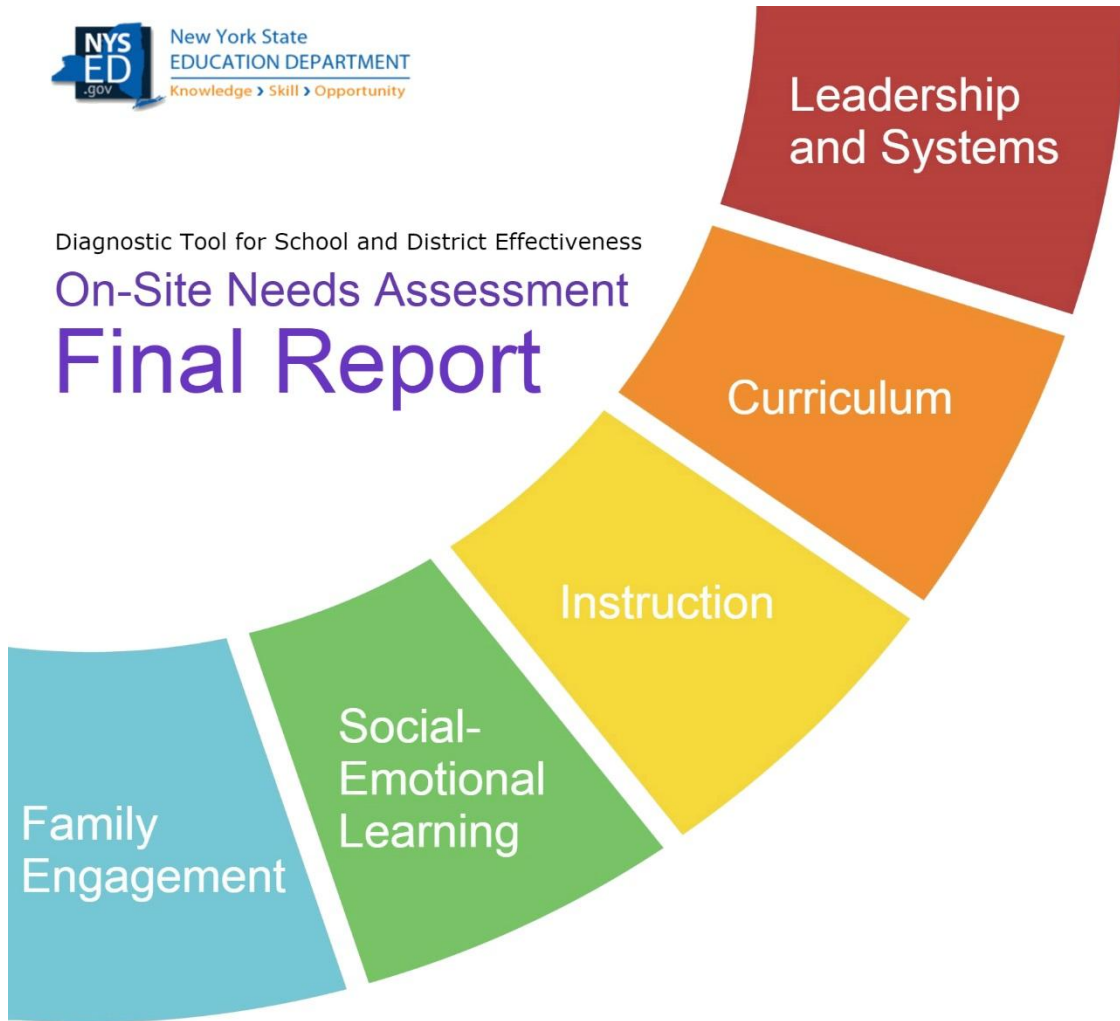 NYS
ED
.gov
New York State
EDUCATION DEPARTMENT
Knowledge > Skill > Opportunity
Diagnostic Tool for School and District Effectiveness
On-Site Needs Assessment
Final Report
Leadership
and Systems
Curriculum
Instruction
Social-
Emotional
Learning
Family
Engagement